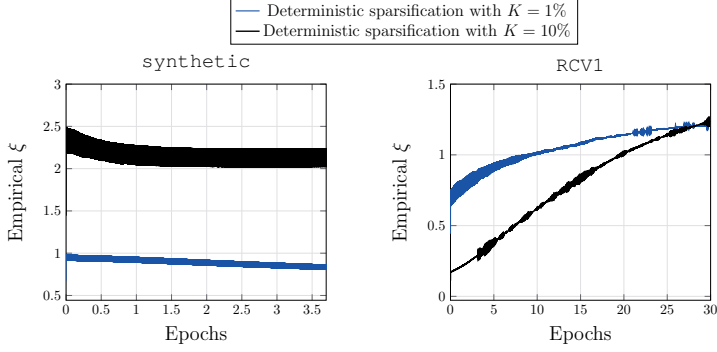 Deterministic sparsification with K = 1%
Deterministic sparsification with K = 10%
synthetic
RCV1
Empirical ξ
3
2.5
2
1.5
1
0.5
0 0.5 1 1.5 2 2.5 3 3.5
Epochs
Empirical ξ
1.5
1
0.5
0
0 5 10 15 20 25 30
Epochs